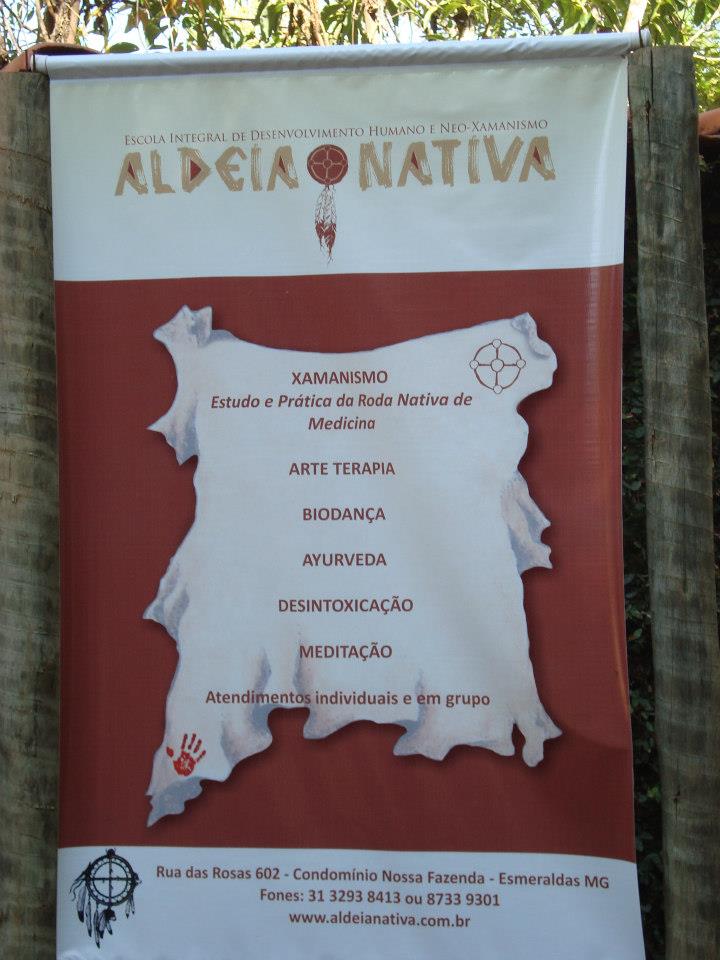 Escola Integral de Desenvolvimento Humano e Neo-Xamanismo
ALDEIA NATIVA
XAMANISMO
Estudo e Prática da Roda Nativa de
Medicina
ARTE TERAPIA
BIODANÇA
AYURVEDA
DESINTOXICAÇÃO
MEDITAÇÃO
Atendimentos individuais e em grupo
Rua das Rosas 602 - Condomínio Nossa Fazenda - Esmeraldas MG
Fones: 31 3293 8413 ou 8733 9301
www.aldeianativa.com.br